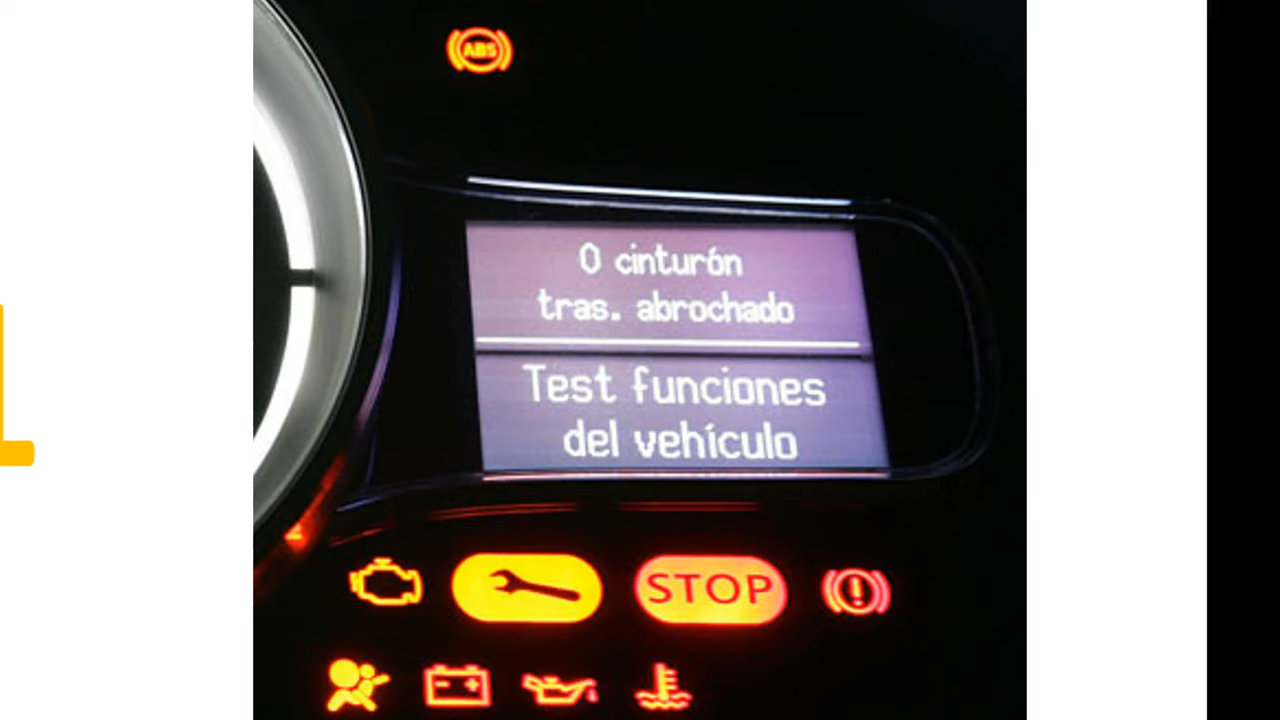 ABS
0 cinturón
tras. abrochado
Test funciones
del vehículo
STOP